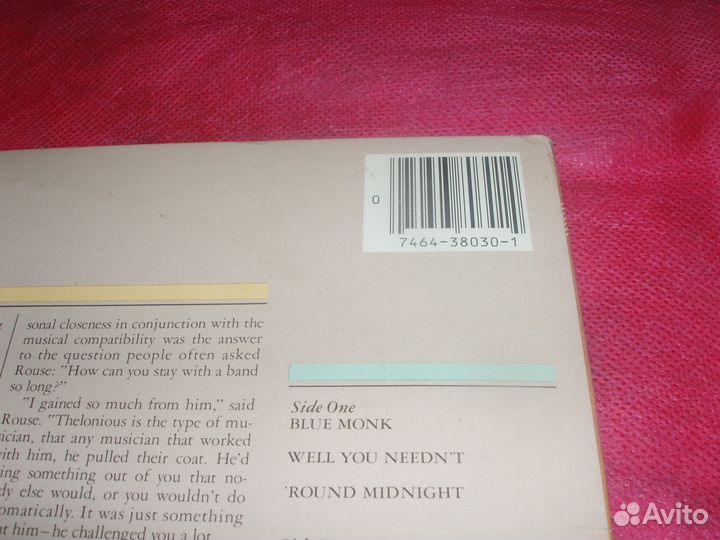 0
7464-38030-1
sonal closeness in conjunction with the
musical compatibility was the answer
to the question people often asked
Rouse: "How can you stay with a band
so long?"
"I gained so much from him," said
Rouse. "Thelonious is the type of mu-
sician, that any musician that worked
with him, he pulled their coat. He'd
ing something out of you that no-
dy else would, or you wouldn't do
omatically. It was just something
ut him—he challenged you a lot
Side One
BLUE MONK
WELL YOU NEEDN'T
'ROUND MIDNIGHT
Avito